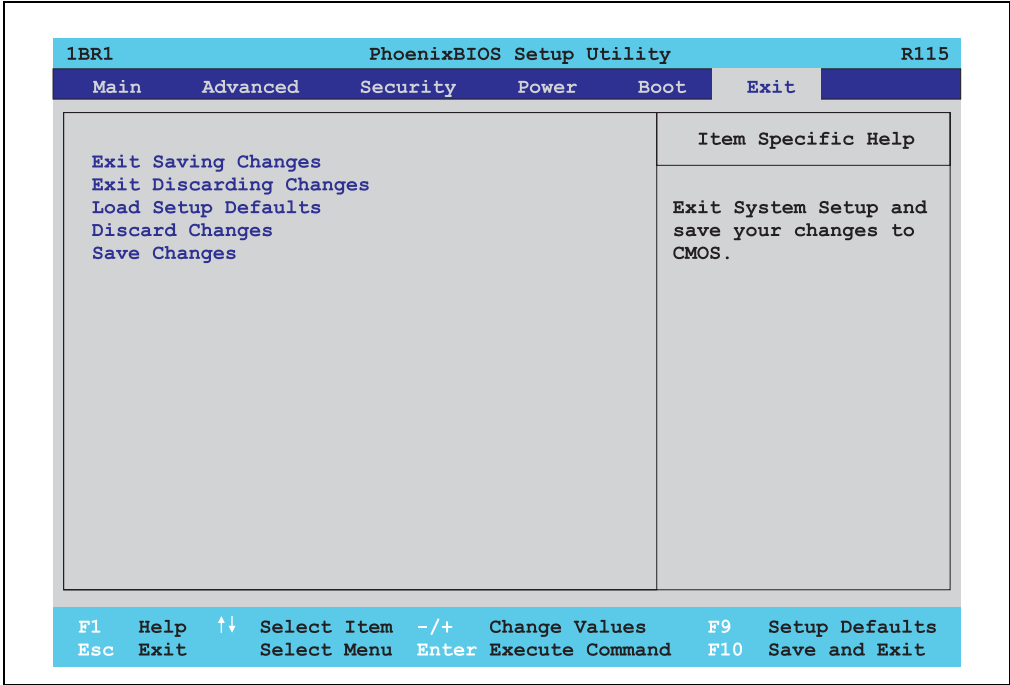 1BR1 PhoenixBIOS Setup Utility R115
Main Advanced Security Power Boot Exit
Exit Saving Changes
Exit Discarding Changes
Load Setup Defaults
Discard Changes
Save Changes
Item Specific Help
Exit System Setup and
save your changes to
CMOS.
F1 Help ↑↓ Select Item -/+ Change Values F9 Setup Defaults
Esc Exit Select Menu Enter Execute Command F10 Save and Exit